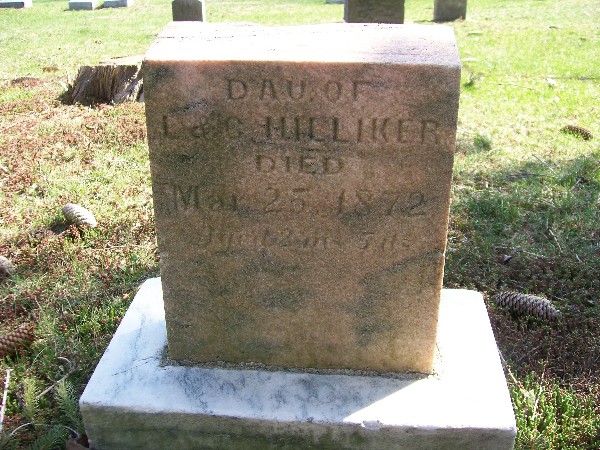 DAU. OF
L & C. HILLIKER
DIED
Mar. 25, 1872